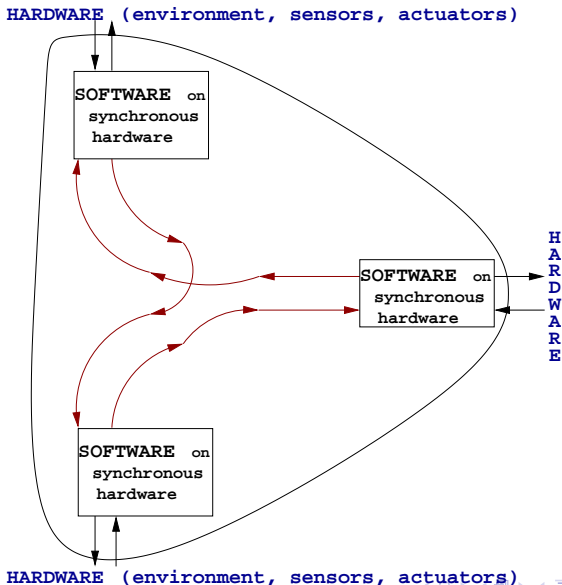 HARDWARE (environment, sensors, actuators)
SOFTWARE on
synchronous
hardware
SOFTWARE on
synchronous
hardware
HARDWARE
SOFTWARE on
synchronous
hardware
HARDWARE (environment, sensors, actuators)